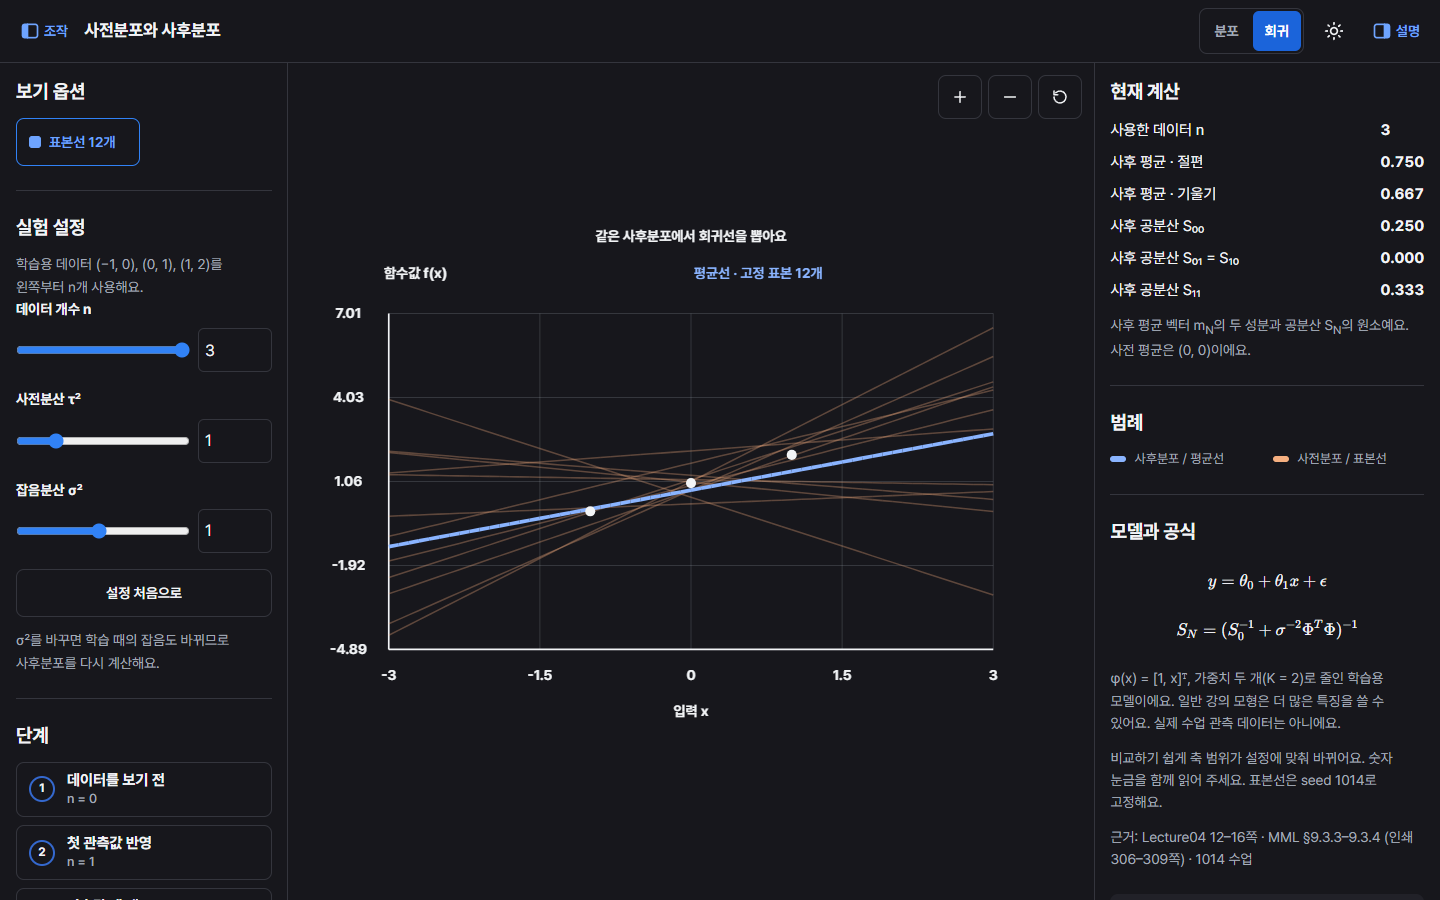 조작
사전분포와 사후분포
분포
회귀
설명
보기 옵션
표본선 12개
실험 설정
학습용 데이터 (−1, 0), (0, 1), (1, 2)를
왼쪽부터 n개 사용해요.
데이터 개수 n
3
사전분산 τ²
1
잡음분산 σ²
1
설정 처음으로
σ²를 바꾸면 학습 때의 잡음도 바뀌므로
사후분포를 다시 계산해요.
단계
1 데이터를 보기 전
n = 0
2 첫 관측값 반영
n = 1
같은 사후분포에서 회귀선을 뽑아요
함수값 f(x)
평균선 · 고정 표본 12개
7.01
4.03
1.06
-1.92
-4.89
-3 -1.5 0 1.5 3
입력 x
현재 계산
사용한 데이터 n 3
사후 평균 · 절편 0.750
사후 평균 · 기울기 0.667
사후 공분산 S₀₀ 0.250
사후 공분산 S₀₁ = S₁₀ 0.000
사후 공분산 S₁₁ 0.333
사후 평균 벡터 m_N의 두 성분과 공분산 S_N의 원소예요.
사전 평균은 (0, 0)이에요.
범례
사후분포 / 평균선
사전분포 / 표본선
모델과 공식
y = θ₀ + θ₁x + ϵ
S_N = (S₀⁻¹ + σ⁻²Φᵀ Φ)⁻¹
φ(x) = [1, x]ᵀ, 가중치 두 개(K = 2)로 줄인 학습용
모델이에요. 일반 강의 모형은 더 많은 특징을 쓸 수
있어요. 실제 수업 관측 데이터는 아니에요.
비교하기 쉽게 축 범위가 설정에 맞춰 바뀌어요. 숫자
눈금을 함께 읽어 주세요. 표본선은 seed 1014로
고정해요.
근거: Lecture04 12–16쪽 · MML §9.3.3–9.3.4 (인쇄
306–309쪽) · 1014 수업